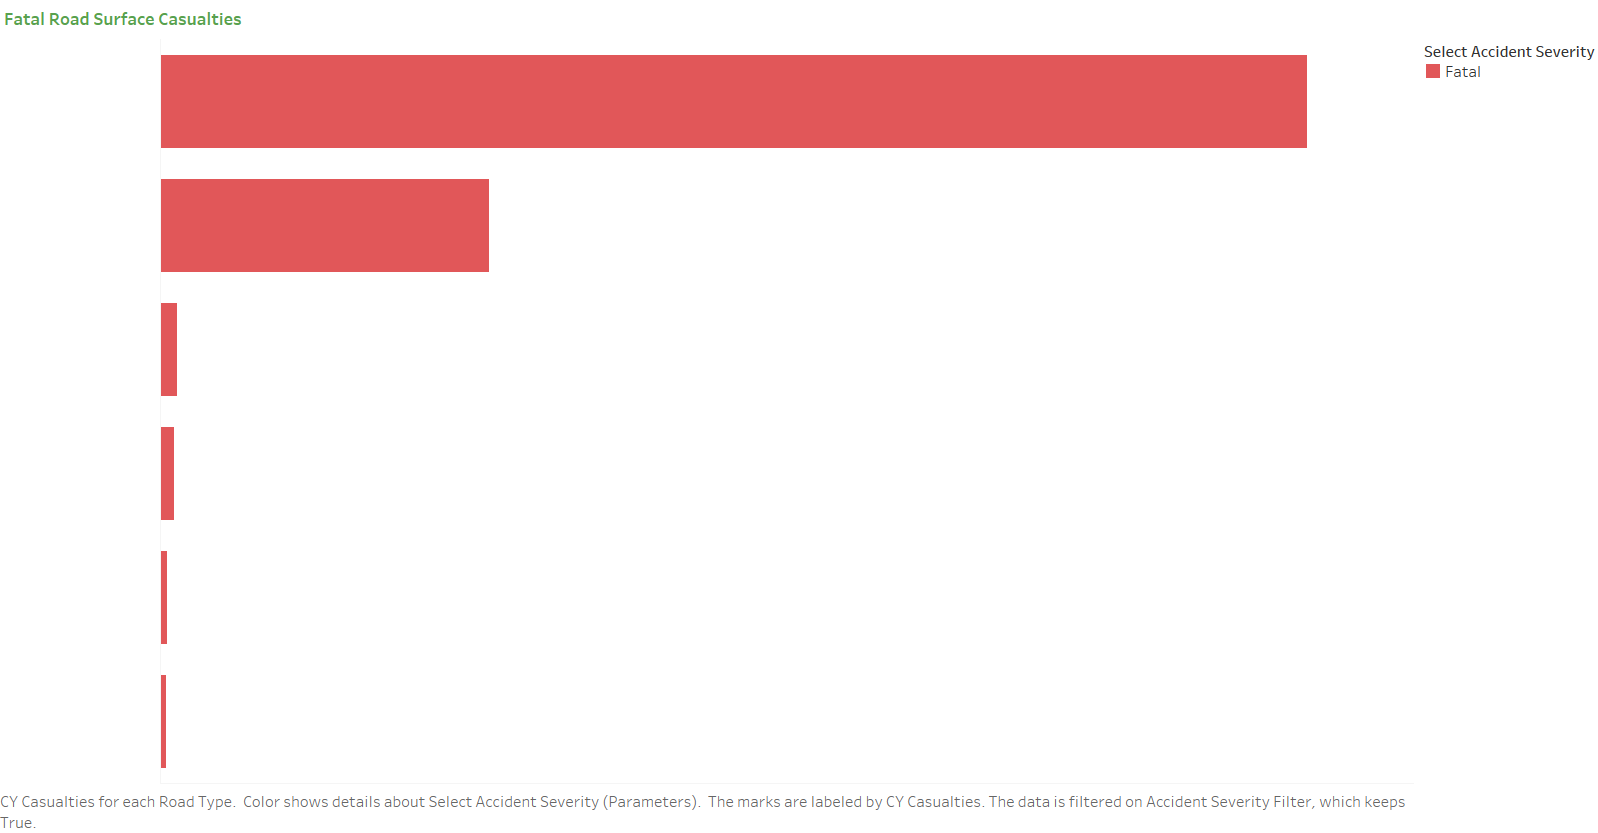 Fatal Road Surface Casualties
Select Accident Severity
Fatal
CY Casualties for each Road Type.  Color shows details about Select Accident Severity (Parameters).  The marks are labeled by CY Casualties. The data is filtered on Accident Severity Filter, which keeps
True.